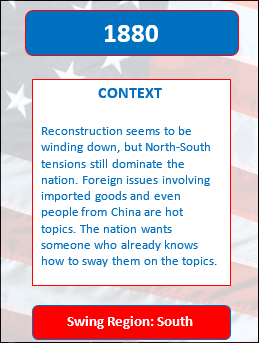 1880
CONTEXT
Reconstruction seems to be
winding down, but North-South
tensions still dominate the
nation. Foreign issues involving
imported goods and even
people from China are hot
topics. The nation wants
someone who already knows
how to sway them on the topics.
Swing Region: South